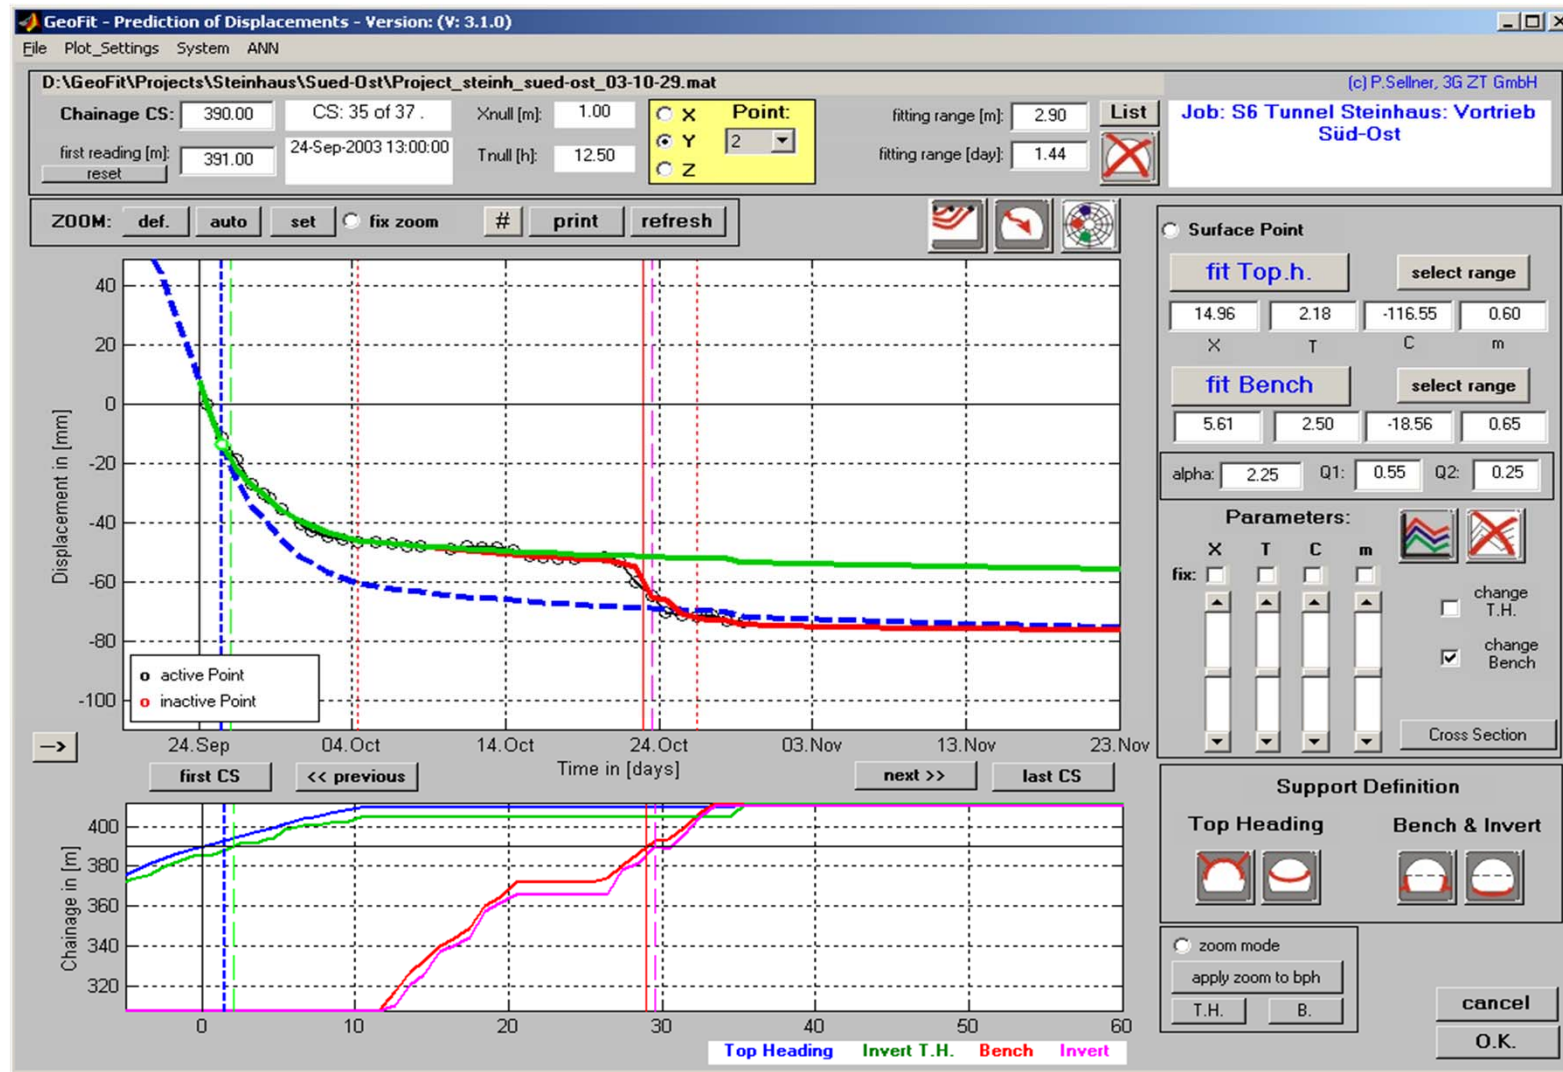 GeoFit - Prediction of Displacements - Version: (V: 3.1.0)
File Plot_Settings System ANN
D:\GeoFit\Projects\Steinhaus\Sued-Ost\Project_steinh_sued-ost_03-10-29.mat
(c) P.Sellner, 3G ZT GmbH
Chainage CS: 390.00 CS: 35 of 37 . Xnull [m]: 1.00 X Point: fitting range [m]: 2.90 List
Job: S6 Tunnel Steinhaus: Vortrieb
Süd-Ost
first reading [m]: 391.00 24-Sep-2003 13:00:00 Tnull [h]: 12.50 Y 2 fitting range [day]: 1.44
reset
Z
ZOOM: def. auto set fix zoom # print refresh
Surface Point
fit Top.h. select range
14.96 2.18 -116.55 0.60
X T C m
fit Bench select range
5.61 2.50 -18.56 0.65
alpha: 2.25 Q1: 0.55 Q2: 0.25
Parameters:
X T C m
fix:
change
T.H.
change
Bench
Cross Section
Displacement in [mm]
40
20
0
-20
-40
-60
-80
-100
active Point
inactive Point
24.Sep 04.Oct 14.Oct 24.Oct 03.Nov 13.Nov 23.Nov
-->
Time in [days]
first CS << previous next >> last CS
Support Definition
Top Heading Bench & Invert
Chainage in [m]
400
380
360
340
320
0 10 20 30 40 50 60
Top Heading Invert T.H. Bench Invert
zoom mode
apply zoom to bph
T.H. B.
cancel
O.K.